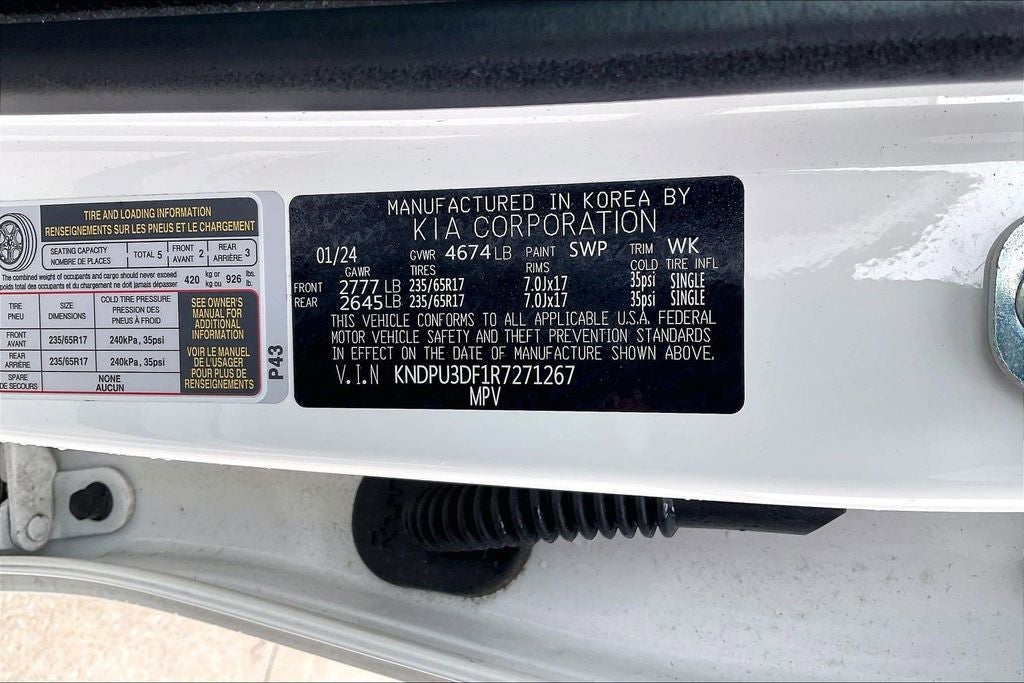 TIRE AND LOADING INFORMATION
RENSEIGNEMENTS SUR LES PNEUS ET LE CHARGEMENT
SEATING CAPACITY
NOMBRE DE PLACES
TOTAL 5
FRONT
AVANT 2
REAR
ARRIÈRE 3
The combined weight of occupants and cargo should never exceed
420 kg or kg 926 lbs.
TIRE
PNEU
SIZE
DIMENSIONS
COLD TIRE PRESSURE
PRESSION DES
PNEUS À FROID
FRONT
AVANT
235/65R17
240kPa, 35psi
REAR
ARRIÈRE
235/65R17
240kPa, 35psi
SPARE
DE SECOURS
NONE
AUCUN
SEE OWNER'S
MANUAL FOR
ADDITIONAL
INFORMATION
VOIR LE MANUEL
DE L'USAGER
POUR PLUS DE
RENSEIGNEMENTS
P43
MANUFACTURED IN KOREA BY
KIA CORPORATION
01/24 GVWR 4674LB PAINT SWP TRIM WK
GAWR TIRES RIMS COLD TIRE INFL
FRONT 2777 LB 235/65R17 7.0Jx17 35psi SINGLE
REAR 2645LB 235/65R17 7.0Jx17 35psi SINGLE
THIS VEHICLE CONFORMS TO ALL APPLICABLE U.S.A. FEDERAL
MOTOR VEHICLE SAFETY AND THEFT PREVENTION STANDARDS
IN EFFECT ON THE DATE OF MANUFACTURE SHOWN ABOVE.
V.I.N KNDPU3DF1R7271267
MPV